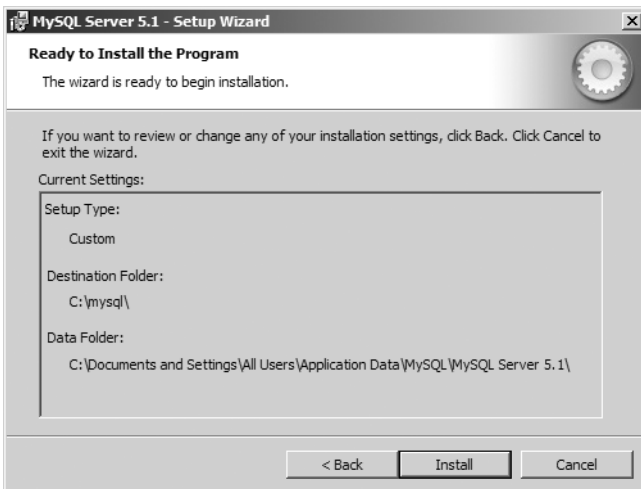 MySQL Server 5.1 - Setup Wizard
Ready to Install the Program
The wizard is ready to begin installation.
If you want to review or change any of your installation settings, click Back. Click Cancel to
exit the wizard.
Current Settings:
Setup Type:
Custom
Destination Folder:
C:\mysql\
Data Folder:
C:\Documents and Settings\All Users\Application Data\MySQL\MySQL Server 5.1\
< Back
Install
Cancel